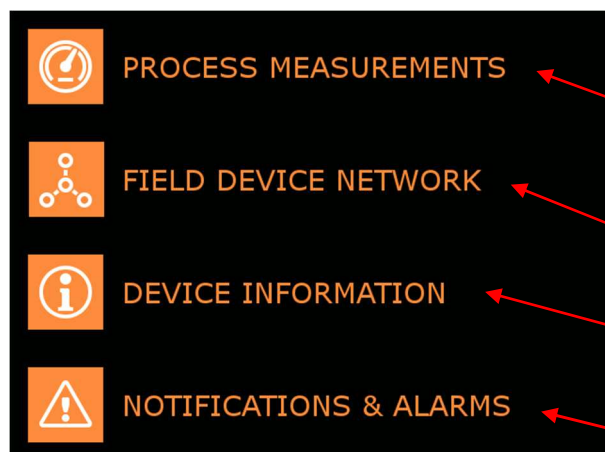 PROCESS MEASUREMENTS
FIELD DEVICE NETWORK
DEVICE INFORMATION
NOTIFICATIONS & ALARMS